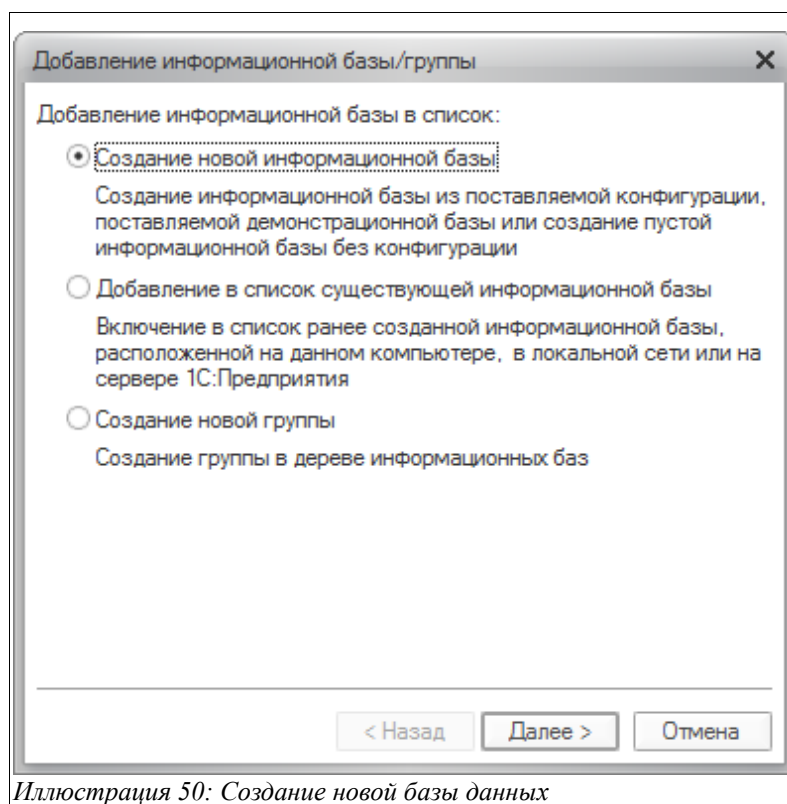 Добавление информационной базы/группы
Добавление информационной базы в список:
Создание новой информационной базы
Создание информационной базы из поставляемой конфигурации,
поставляемой демонстрационной базы или создание пустой
информационной базы без конфигурации
Добавление в список существующей информационной базы
Включение в список ранее созданной информационной базы,
расположенной на данном компьютере, в локальной сети или на
сервере 1С:Предприятия
Создание новой группы
Создание группы в дереве информационных баз
< Назад Далее > Отмена
Иллюстрация 50: Создание новой базы данных